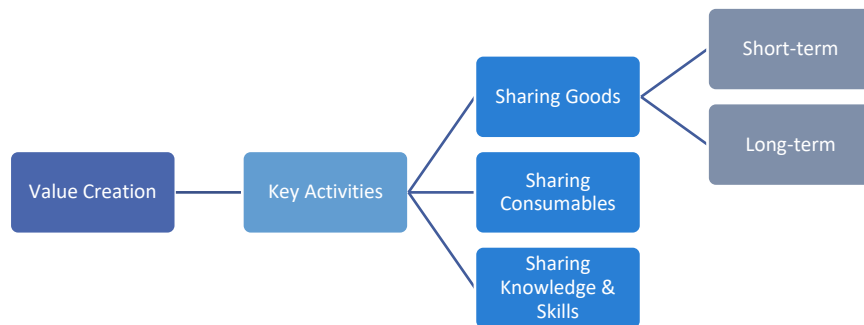 Short-term
Sharing Goods
Long-term
Value Creation
Key Activities
Sharing
Consumables
Sharing
Knowledge &
Skills